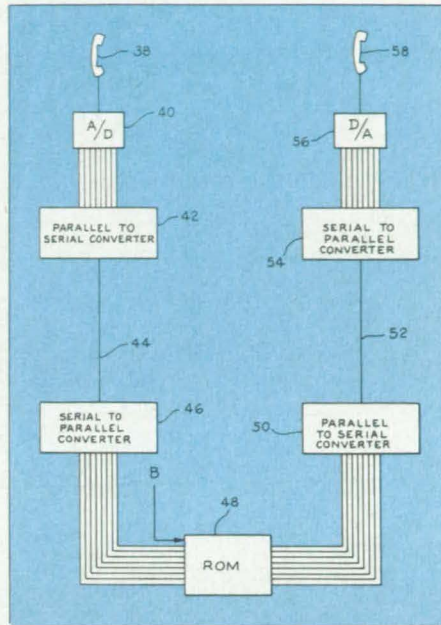 38
58
A/D
40
D/A
56
PARALLEL TO
SERIAL CONVERTER
42
SERIAL TO
PARALLEL
CONVERTER
54
44
52
SERIAL TO
PARALLEL
CONVERTER
46
PARALLEL
TO SERIAL
CONVERTER
50
B
48
ROM